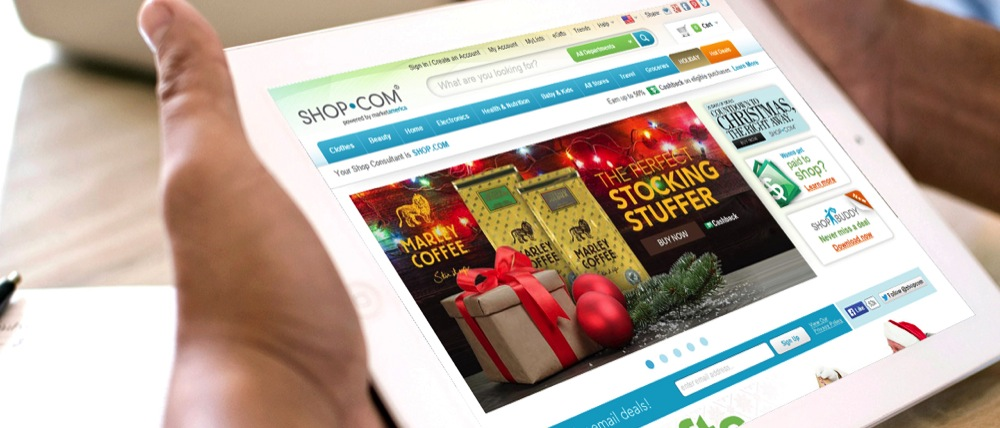 Sign In / Create an Account My Account MyLists eGifts Trends Help Share:
What are you looking for? All Departments Cart
SHOP•COM®
powered by marketamerica
Clothes Beauty Home Electronics Health & Nutrition Baby & Kids All Stores Travel Groceries HOLIDAY Hot Deals
Your Shop Consultant is SHOP.COM
Earn up to 50% Cashback on eligible purchases. Learn More
MARLEY
COFFEE
MARLEY
COFFEE
MARLEY
COFFEE
THE PERFECT
STOCKING
STUFFER
BUY NOW
Cashback
COUNTDOWN TO
CHRISTMAS,
THE RIGHT AWAY.
BUY NOW
SHOP•COM
Wanna get
paid to
shop?
Learn more
SHOP BUDDY
Never miss a deal
Download now
email deals!
enter email address...
Sign Up
View Our
Privacy Policy
Like
Follow @shopcom